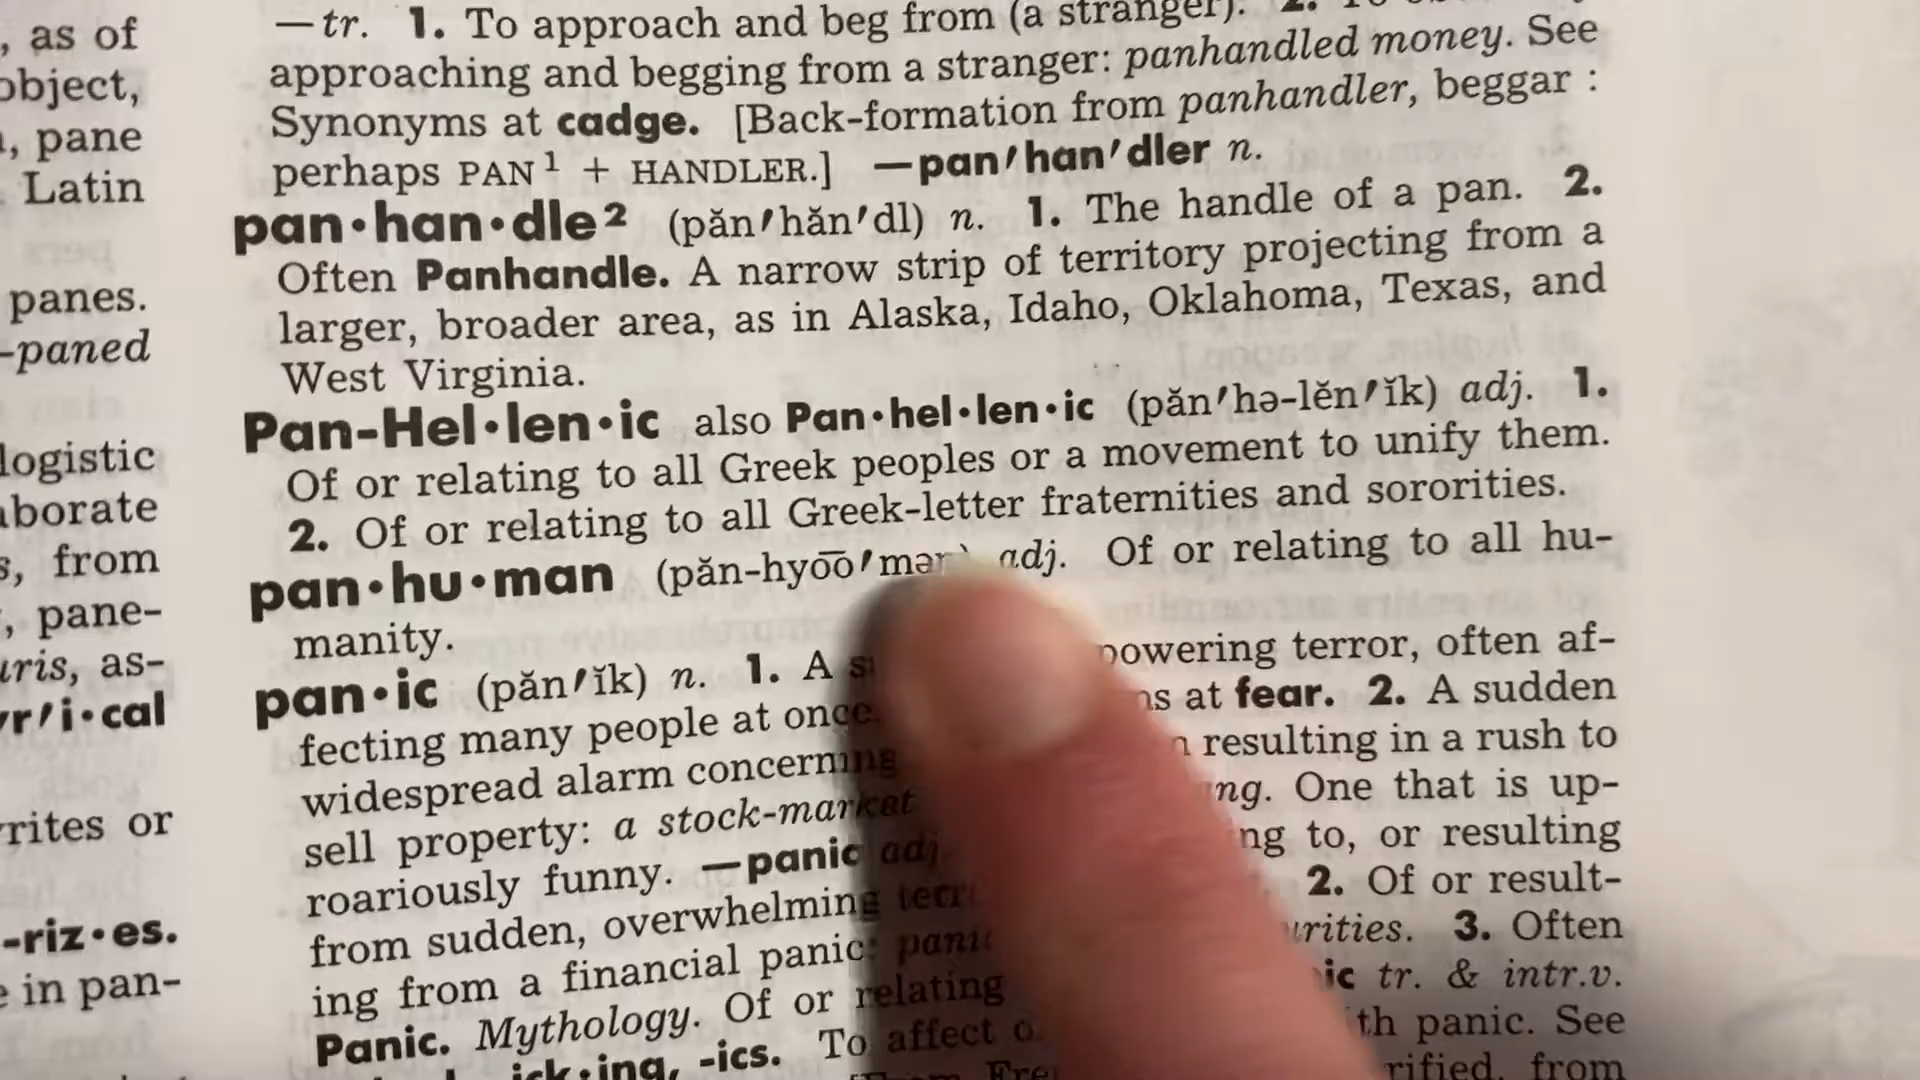 , as of
object,
, pane
Latin
panes.
-paned
logistic
aborate
s, from
, pane-
uris, as-
yr′i·cal
rites or
-riz·es.
e in pan-
—tr. 1. To approach and beg from (a stranger). 2. To
approaching and begging from a stranger: panhandled money. See
Synonyms at cadge. [Back-formation from panhandler, beggar :
perhaps PAN¹ + HANDLER.] —pan′han′dler n.
pan·han·dle² (păn′hăn′dl) n. 1. The handle of a pan. 2.
Often Panhandle. A narrow strip of territory projecting from a
larger, broader area, as in Alaska, Idaho, Oklahoma, Texas, and
West Virginia.
Pan-Hel·len·ic also Pan·hel·len·ic (păn′hə-lĕn′ĭk) adj. 1.
Of or relating to all Greek peoples or a movement to unify them.
2. Of or relating to all Greek-letter fraternities and sororities.
pan·hu·man (păn-hyōō′mən) adj. Of or relating to all hu-
manity.
pan·ic (păn′ĭk) n. 1. A powering terror, often af-
fecting many people at once. at fear. 2. A sudden
widespread alarm concerning resulting in a rush to
sell property: a stock-market One that is up-
roariously funny. —panic adj. to, or resulting
from sudden, overwhelming 2. Of or result-
ing from a financial panic: 3. Often
Panic. Mythology. Of or relating tr. & intr.v.
-ics. To affect panic. See
from